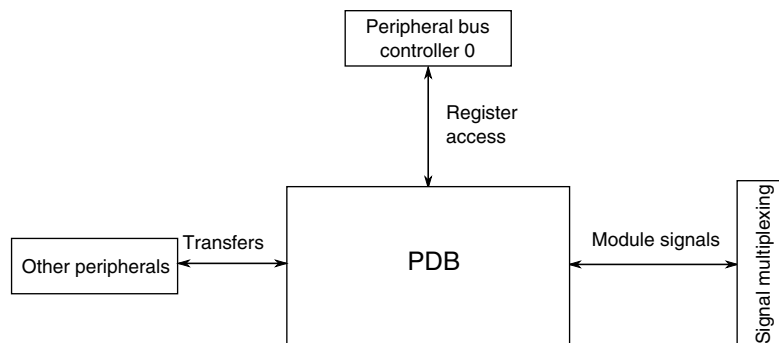 Peripheral bus
controller 0
Register
access
Transfers
Other peripherals
PDB
Module signals
Signal multiplexing